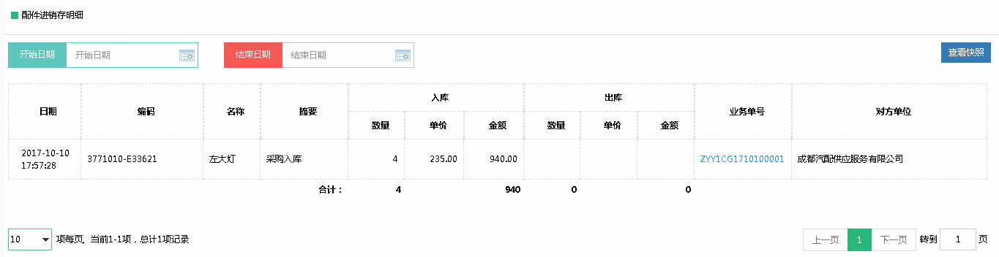 配件进销存明细
开始日期 开始日期 结束日期 结束日期 查看快照
日期 编码 名称 摘要 入库 出库 业务单号 对方单位
数量 单价 金额 数量 单价 金额
2017-10-10
17:57:28 3771010-E33621 左大灯 采购入库 4 235.00 940.00 ZYY1CG1710100001 成都汽配供应服务有限公司
合计： 4 940 0 0
10 项每页, 当前1-1项，总计1项记录 上一页 1 下一页 转到 1 页